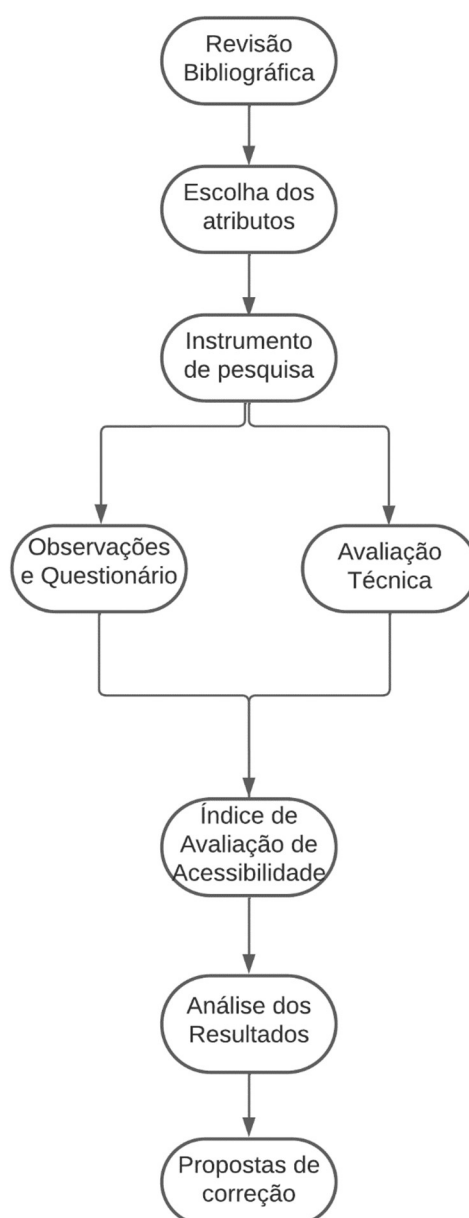 Revisão
Bibliográfica
Escolha dos
atributos
Instrumento
de pesquisa
Observações
e Questionário
Avaliação
Técnica
Índice de
Avaliação de
Acessibilidade
Análise dos
Resultados
Propostas de
correção